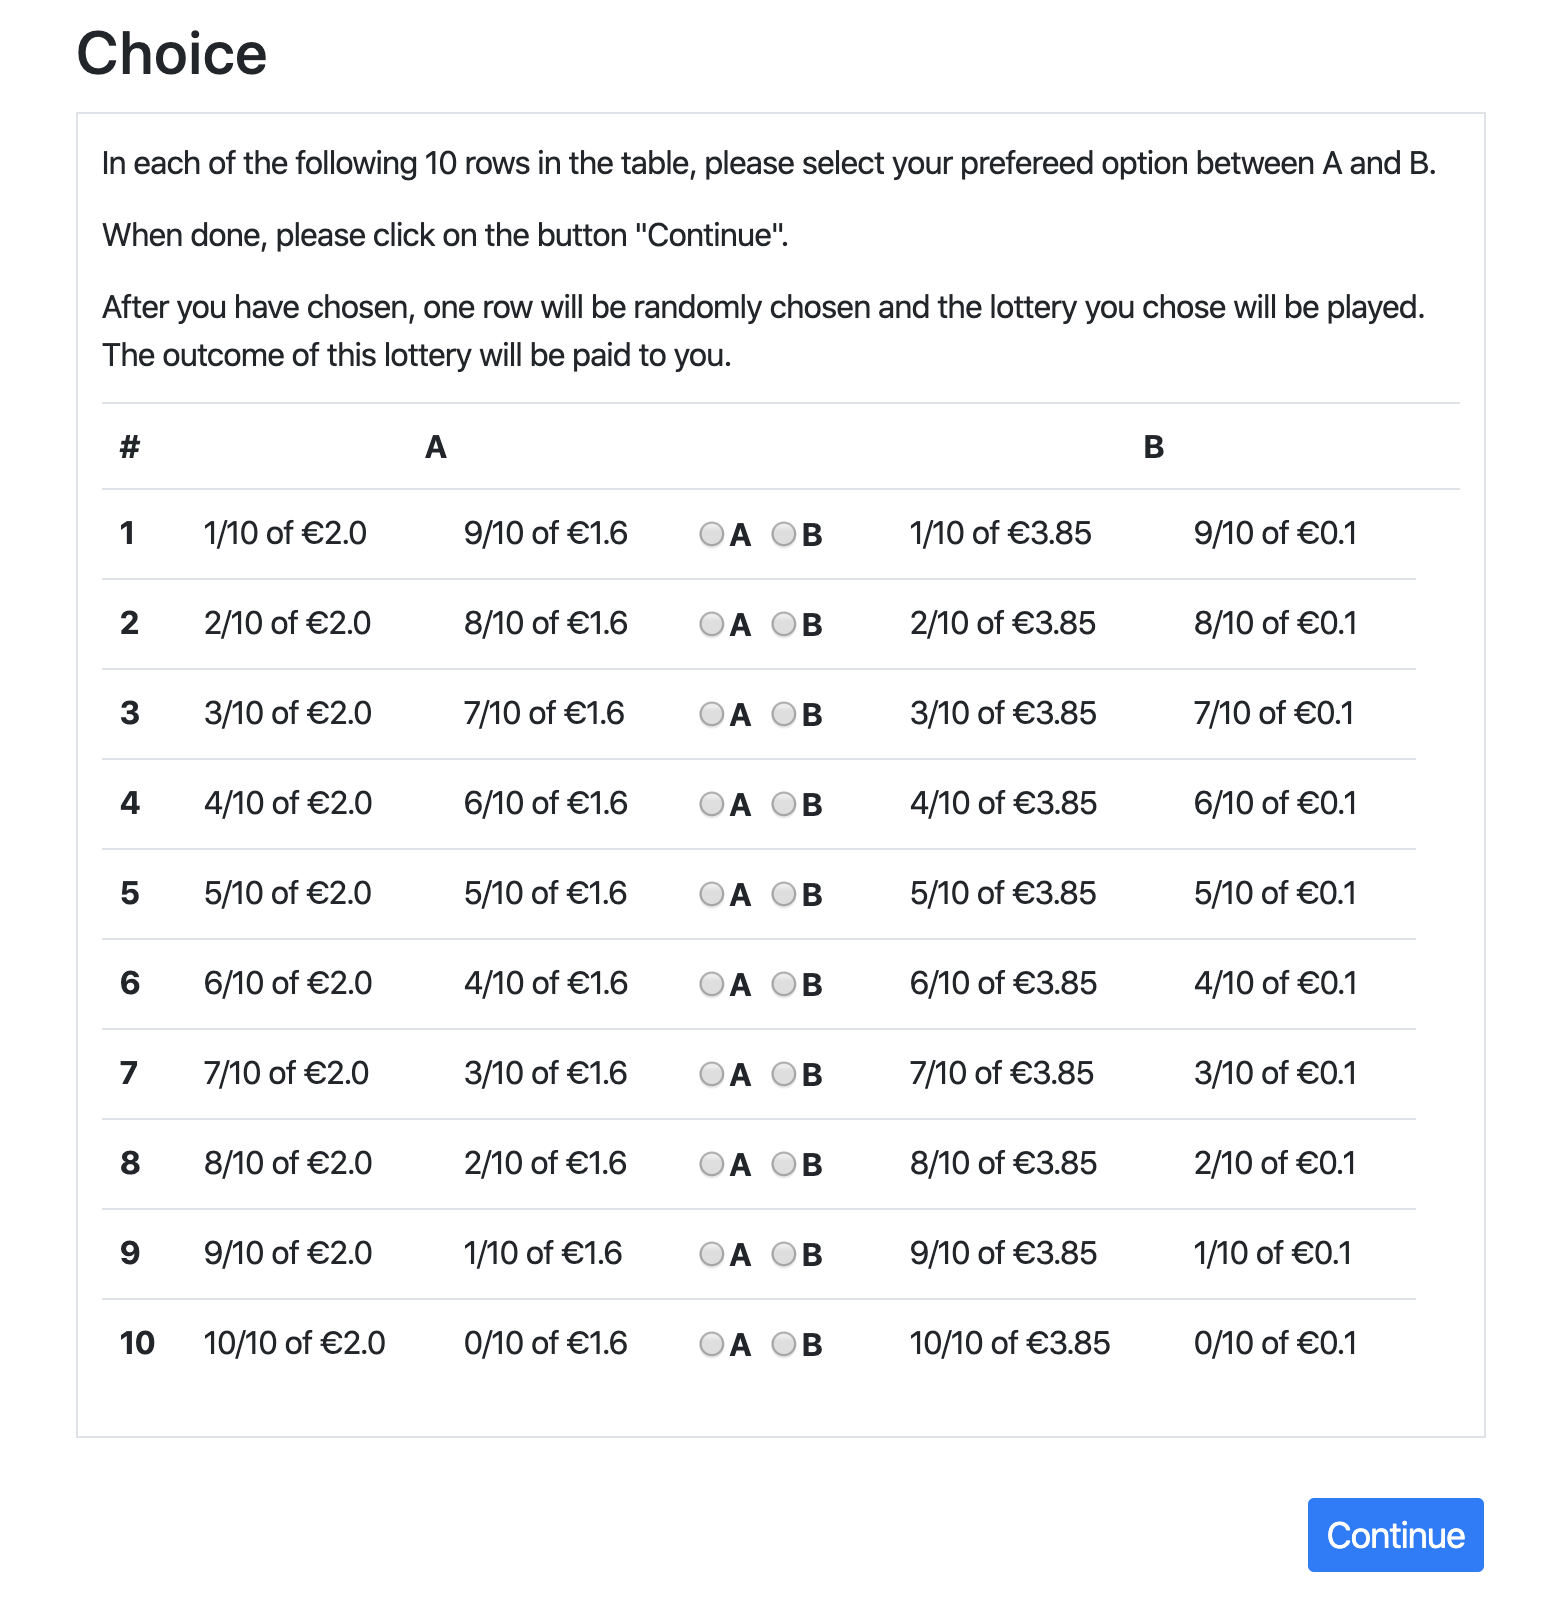 Choice
In each of the following 10 rows in the table, please select your prefereed option between A and B.
When done, please click on the button "Continue".
After you have chosen, one row will be randomly chosen and the lottery you chose will be played.
The outcome of this lottery will be paid to you.
# A B
1 1/10 of €2.0 9/10 of €1.6 A B 1/10 of €3.85 9/10 of €0.1
2 2/10 of €2.0 8/10 of €1.6 A B 2/10 of €3.85 8/10 of €0.1
3 3/10 of €2.0 7/10 of €1.6 A B 3/10 of €3.85 7/10 of €0.1
4 4/10 of €2.0 6/10 of €1.6 A B 4/10 of €3.85 6/10 of €0.1
5 5/10 of €2.0 5/10 of €1.6 A B 5/10 of €3.85 5/10 of €0.1
6 6/10 of €2.0 4/10 of €1.6 A B 6/10 of €3.85 4/10 of €0.1
7 7/10 of €2.0 3/10 of €1.6 A B 7/10 of €3.85 3/10 of €0.1
8 8/10 of €2.0 2/10 of €1.6 A B 8/10 of €3.85 2/10 of €0.1
9 9/10 of €2.0 1/10 of €1.6 A B 9/10 of €3.85 1/10 of €0.1
10 10/10 of €2.0 0/10 of €1.6 A B 10/10 of €3.85 0/10 of €0.1
Continue